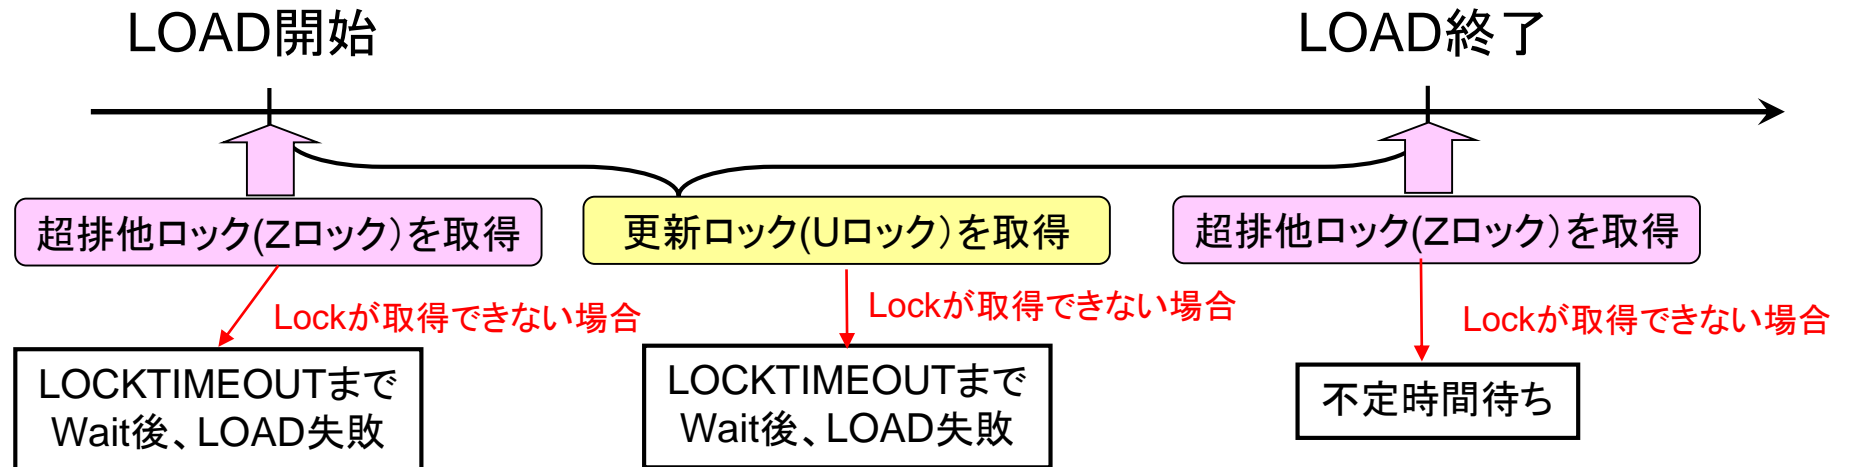 LOAD開始
LOAD終了
超排他ロック(Zロック)を取得
更新ロック(Uロック)を取得
超排他ロック(Zロック)を取得
Lockが取得できない場合
Lockが取得できない場合
Lockが取得できない場合
LOCKTIMEOUTまで
Wait後、LOAD失敗
LOCKTIMEOUTまで
Wait後、LOAD失敗
不定時間待ち